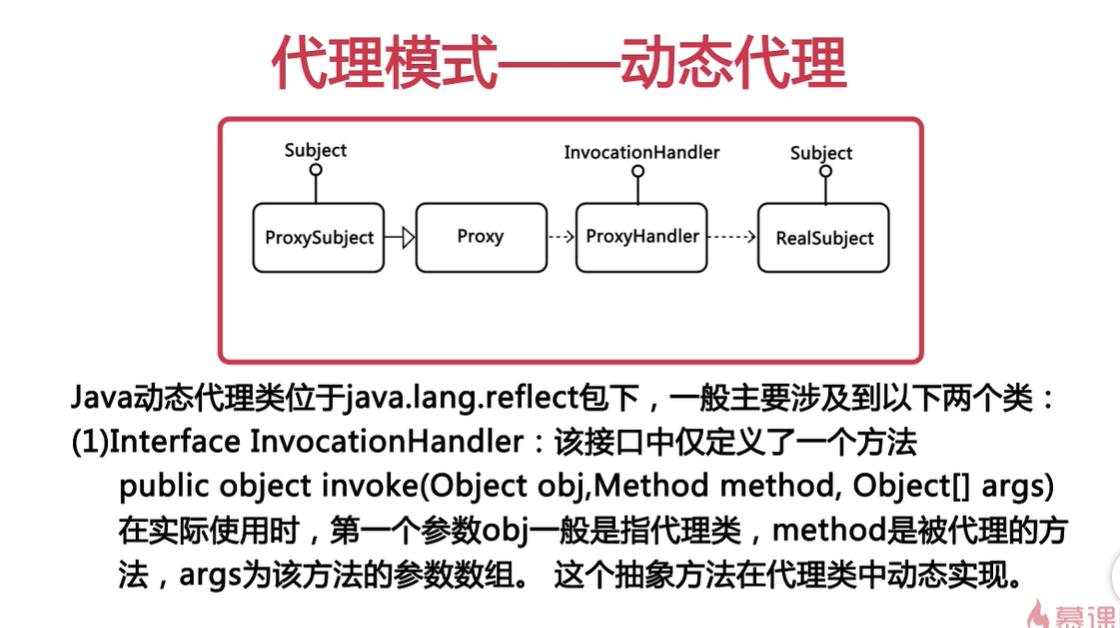 代理模式——动态代理
Subject
InvocationHandler
Subject
ProxySubject
Proxy
ProxyHandler
RealSubject
Java动态代理类位于java.lang.reflect包下，一般主要涉及到以下两个类：
(1)Interface InvocationHandler：该接口中仅定义了一个方法
public object invoke(Object obj,Method method, Object[] args)
在实际使用时，第一个参数obj一般是指代理类，method是被代理的方
法，args为该方法的参数数组。 这个抽象方法在代理类中动态实现。
慕课